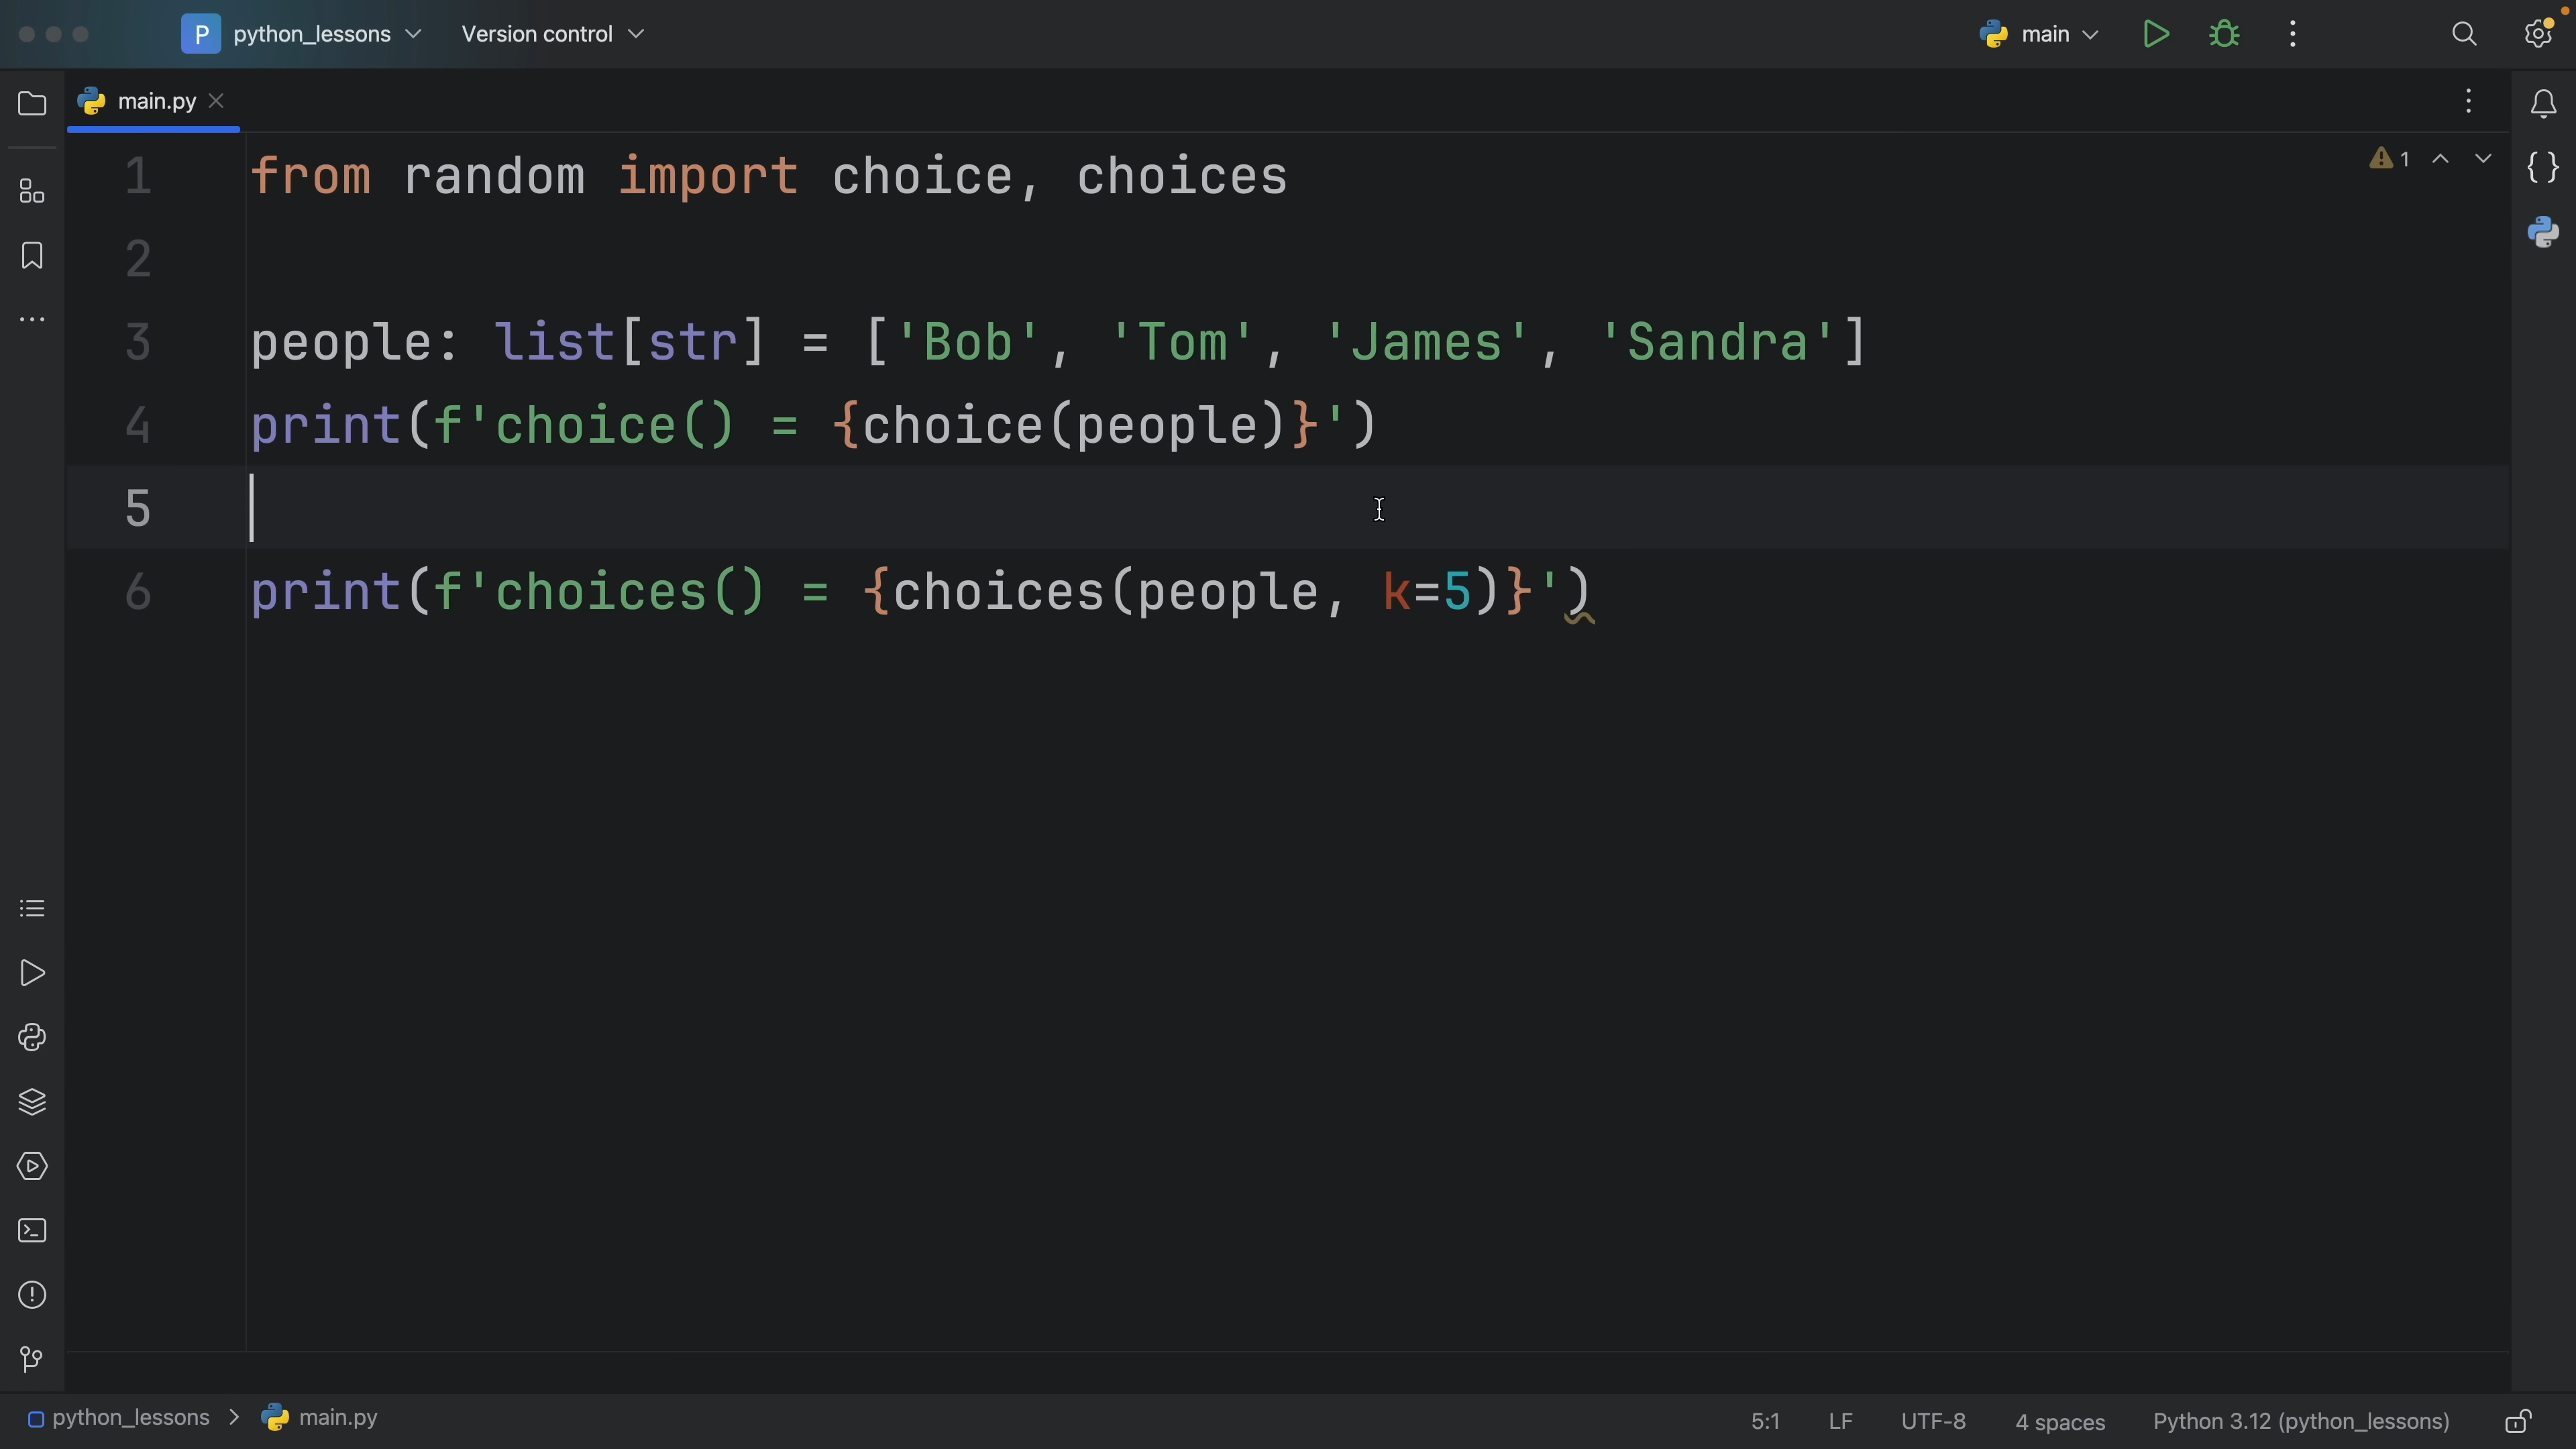 P python_lessons Version control main
main.py
1 from random import choice, choices 1
2
3 people: list[str] = ['Bob', 'Tom', 'James', 'Sandra']
4 print(f'choice() = {choice(people)}')
5
6 print(f'choices() = {choices(people, k=5)}')
python_lessons > main.py 5:1 LF UTF-8 4 spaces Python 3.12 (python_lessons)